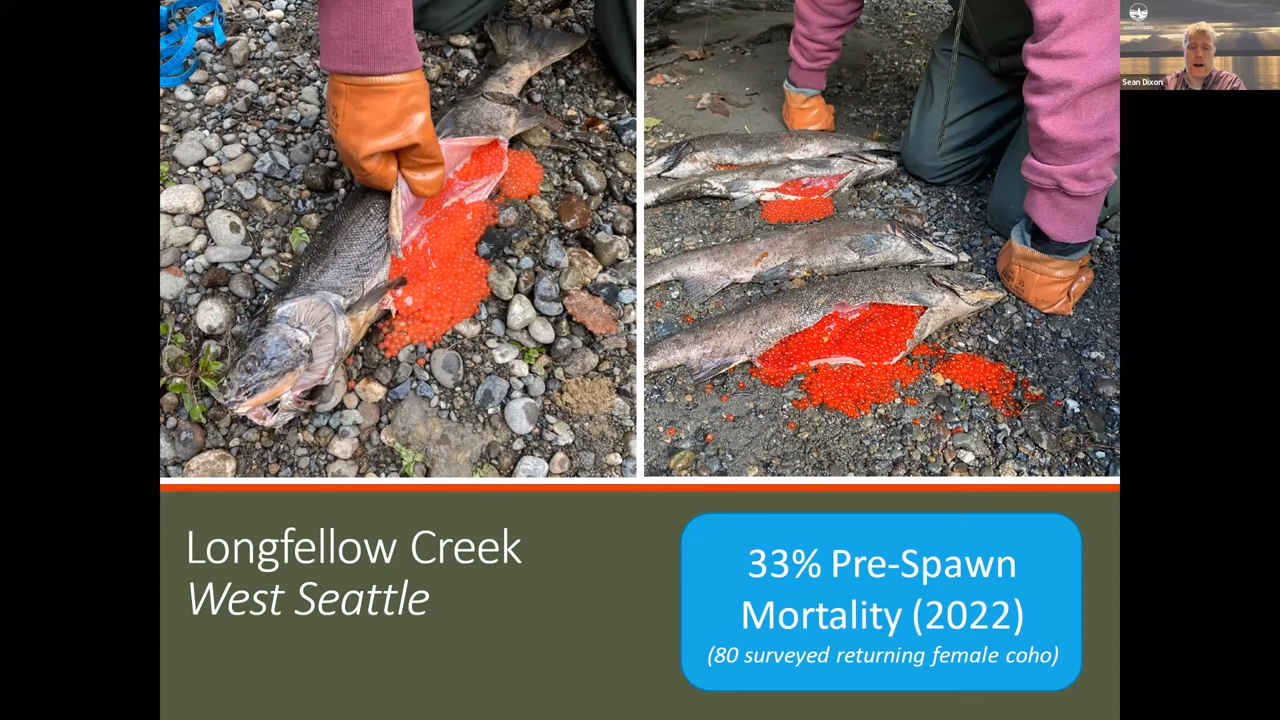 Sean Dixon
Longfellow Creek
West Seattle
33% Pre-Spawn
Mortality (2022)
(80 surveyed returning female coho)